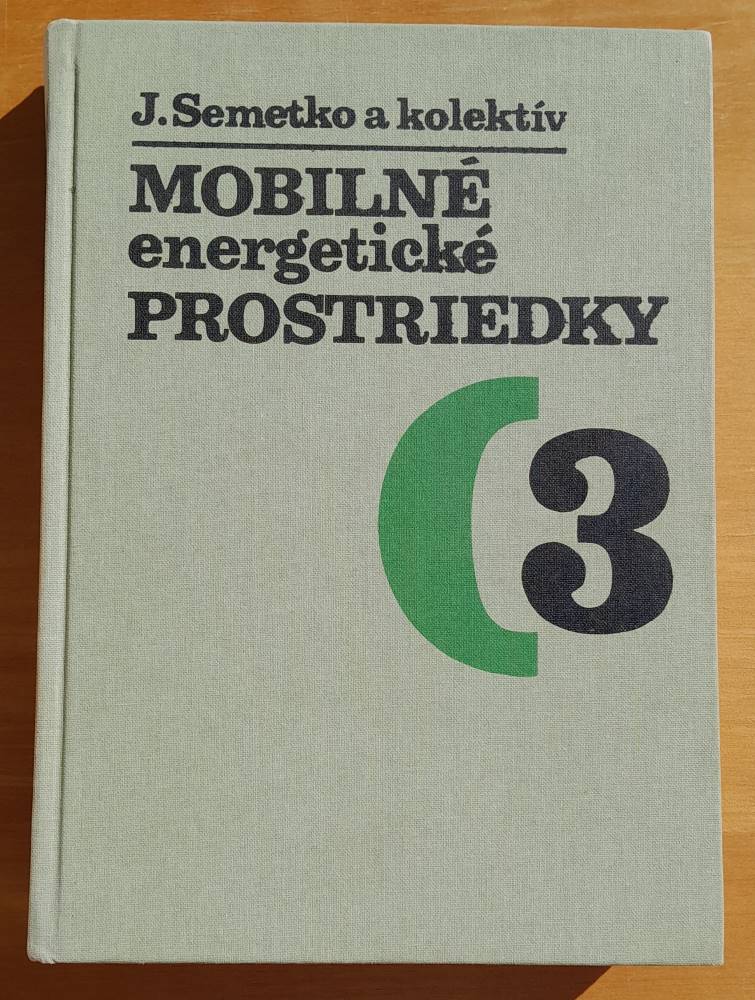 J. Semetko a kolektív
MOBILNÉ
energetické
PROSTRIEDKY
(3